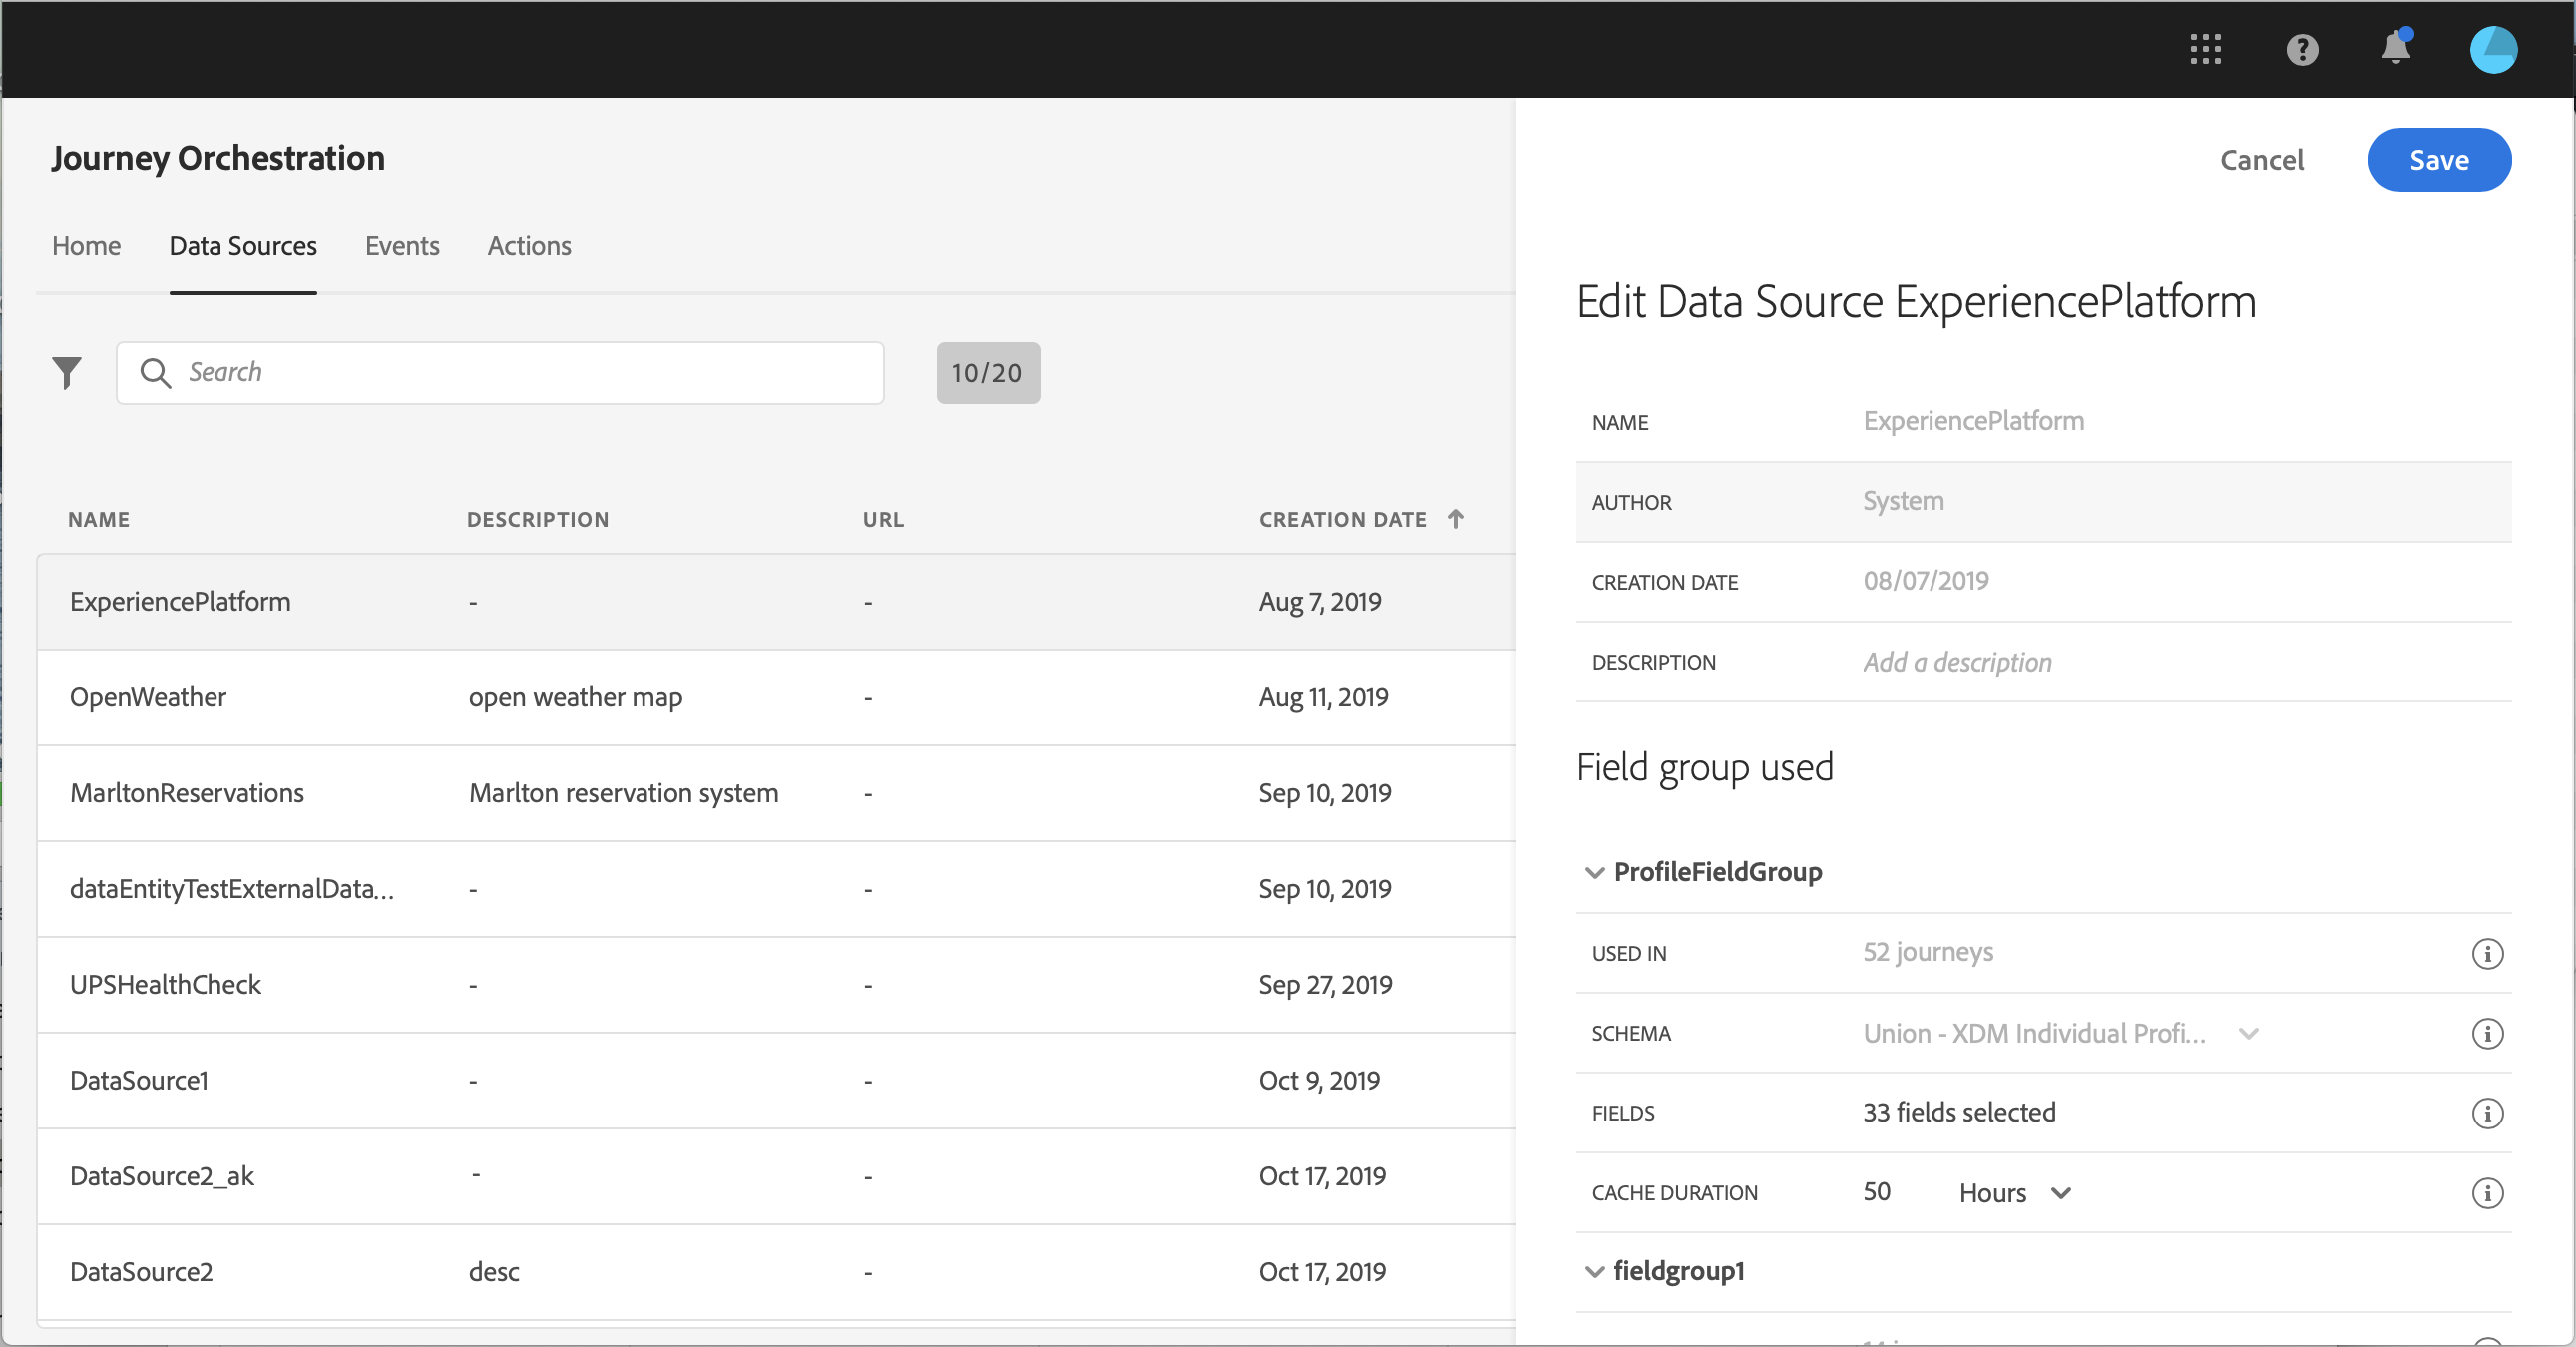 Journey Orchestration
Home Data Sources Events Actions
Search 10/20
NAME DESCRIPTION URL CREATION DATE
ExperiencePlatform - - Aug 7, 2019
OpenWeather open weather map - Aug 11, 2019
MarltonReservations Marlton reservation system - Sep 10, 2019
dataEntityTestExternalData... - - Sep 10, 2019
UPSHealthCheck - - Sep 27, 2019
DataSource1 - - Oct 9, 2019
DataSource2_ak - - Oct 17, 2019
DataSource2 desc - Oct 17, 2019
Cancel Save
Edit Data Source ExperiencePlatform
NAME ExperiencePlatform
AUTHOR System
CREATION DATE 08/07/2019
DESCRIPTION Add a description
Field group used
ProfileFieldGroup
USED IN 52 journeys
SCHEMA Union - XDM Individual Profi...
FIELDS 33 fields selected
CACHE DURATION 50 Hours
fieldgroup1